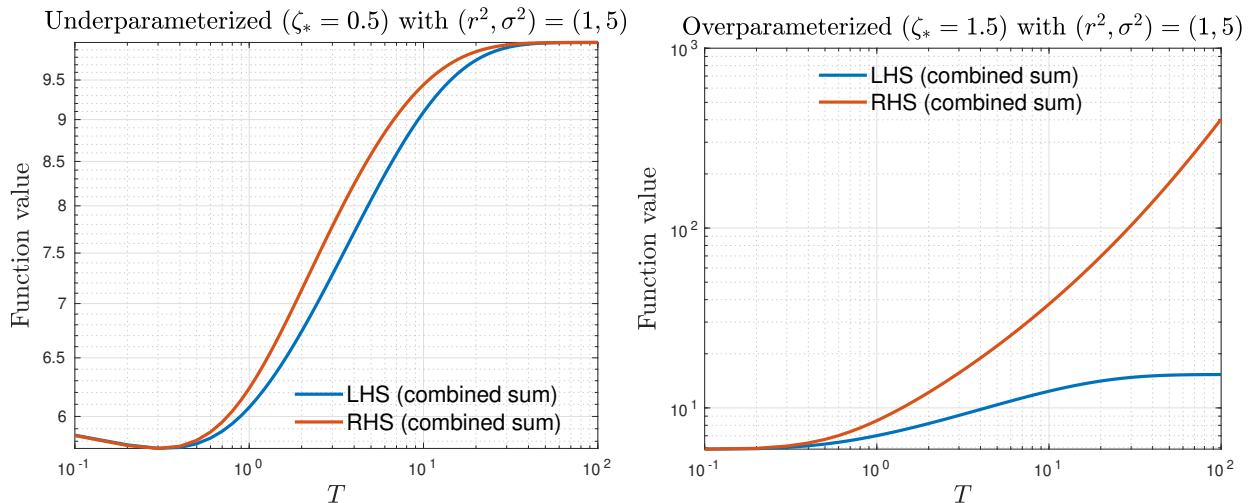 Underparameterized (ζ* = 0.5) with (r², σ²) = (1, 5)
Function value
9.5
9
8.5
8
7.5
7
6.5
6
LHS (combined sum)
RHS (combined sum)
10⁻¹ 10⁰ 10¹ 10²
T
Overparameterized (ζ* = 1.5) with (r², σ²) = (1, 5)
Function value
10³
10²
10¹
LHS (combined sum)
RHS (combined sum)
10⁻¹ 10⁰ 10¹ 10²
T